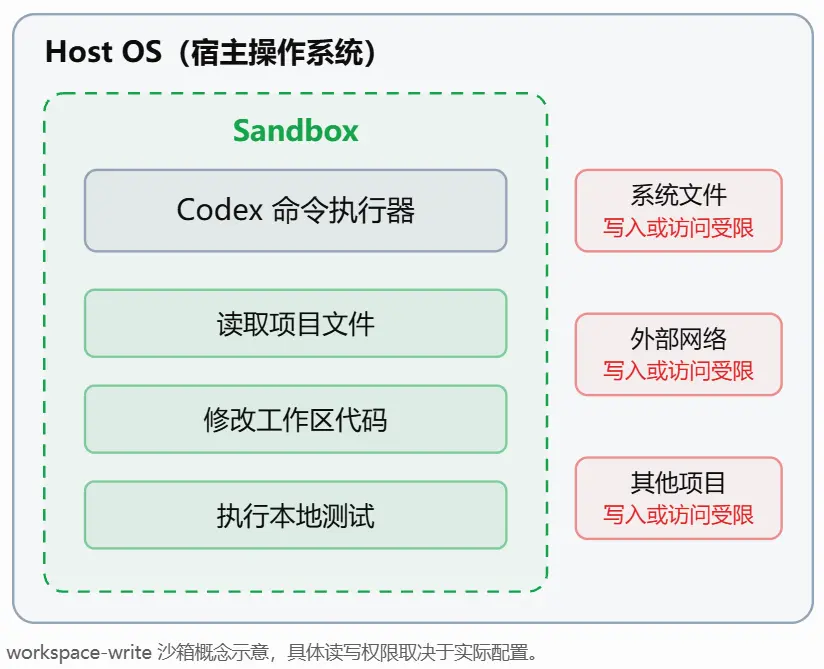 Host OS（宿主操作系统）
Sandbox
Codex 命令执行器
读取项目文件
修改工作区代码
执行本地测试
系统文件
写入或访问受限
外部网络
写入或访问受限
其他项目
写入或访问受限
workspace-write 沙箱概念示意，具体读写权限取决于实际配置。